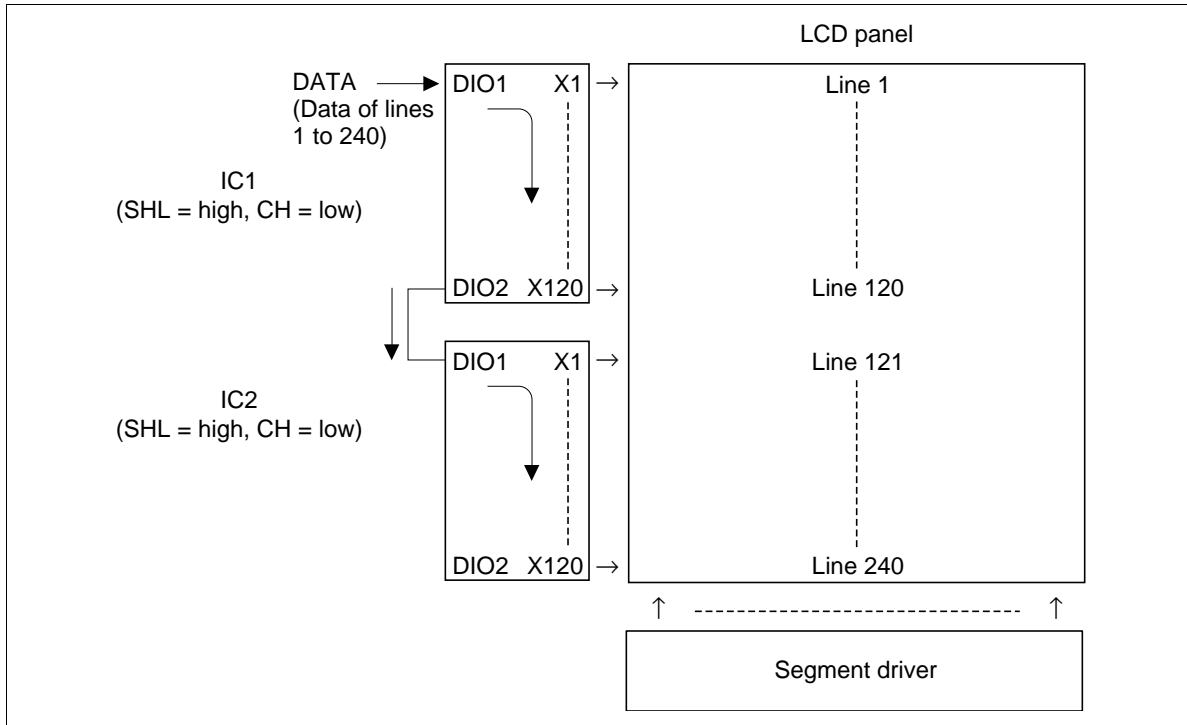 LCD panel
DATA
(Data of lines
1 to 240)
DIO1 X1 → Line 1
IC1
(SHL = high, CH = low)
DIO2 X120 → Line 120
DIO1 X1 → Line 121
IC2
(SHL = high, CH = low)
DIO2 X120 → Line 240
Segment driver